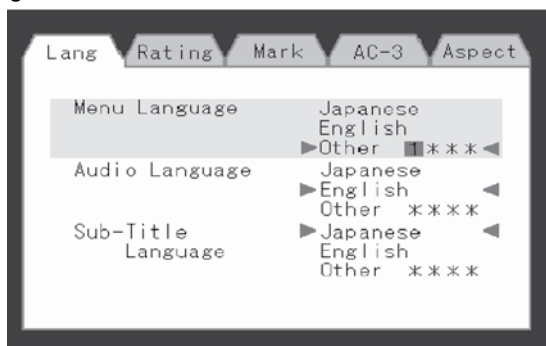 Lang Rating Mark AC-3 Aspect
Menu Language Japanese
English
▶Other 1***◀
Audio Language Japanese
▶English ◀
Other ****
Sub-Title ▶Japanese ◀
Language English
Other ****